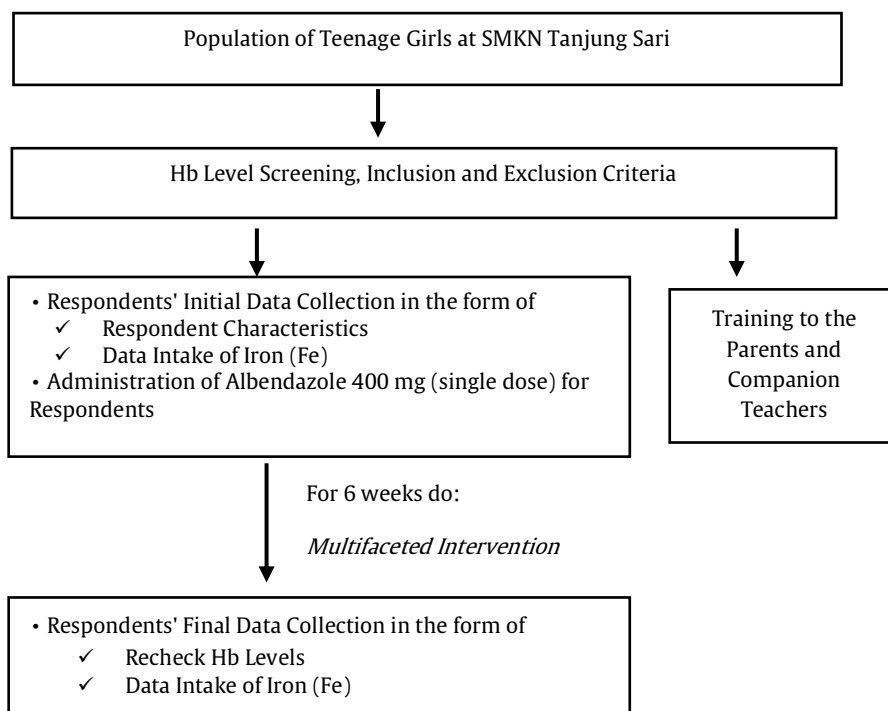 Population of Teenage Girls at SMKN Tanjung Sari
Hb Level Screening, Inclusion and Exclusion Criteria
• Respondents' Initial Data Collection in the form of
✓ Respondent Characteristics
✓ Data Intake of Iron (Fe)
• Administration of Albendazole 400 mg (single dose) for
Respondents
Training to the
Parents and
Companion
Teachers
For 6 weeks do:
Multifaceted Intervention
• Respondents' Final Data Collection in the form of
✓ Recheck Hb Levels
✓ Data Intake of Iron (Fe)